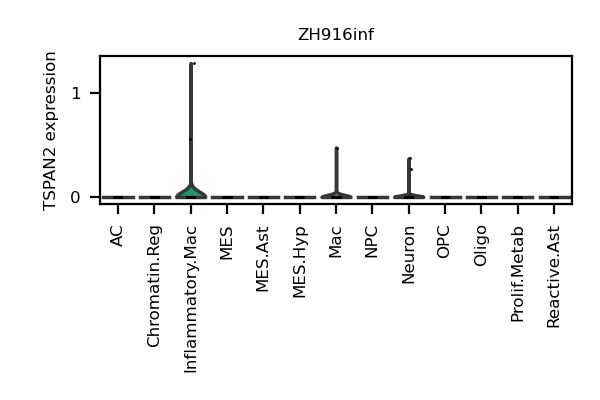 ZH916inf
TSPAN2 expression
1
0
AC
Chromatin.Reg
Inflammatory.Mac
MES
MES.Ast
MES.Hyp
Mac
NPC
Neuron
OPC
Oligo
Prolif.Metab
Reactive.Ast